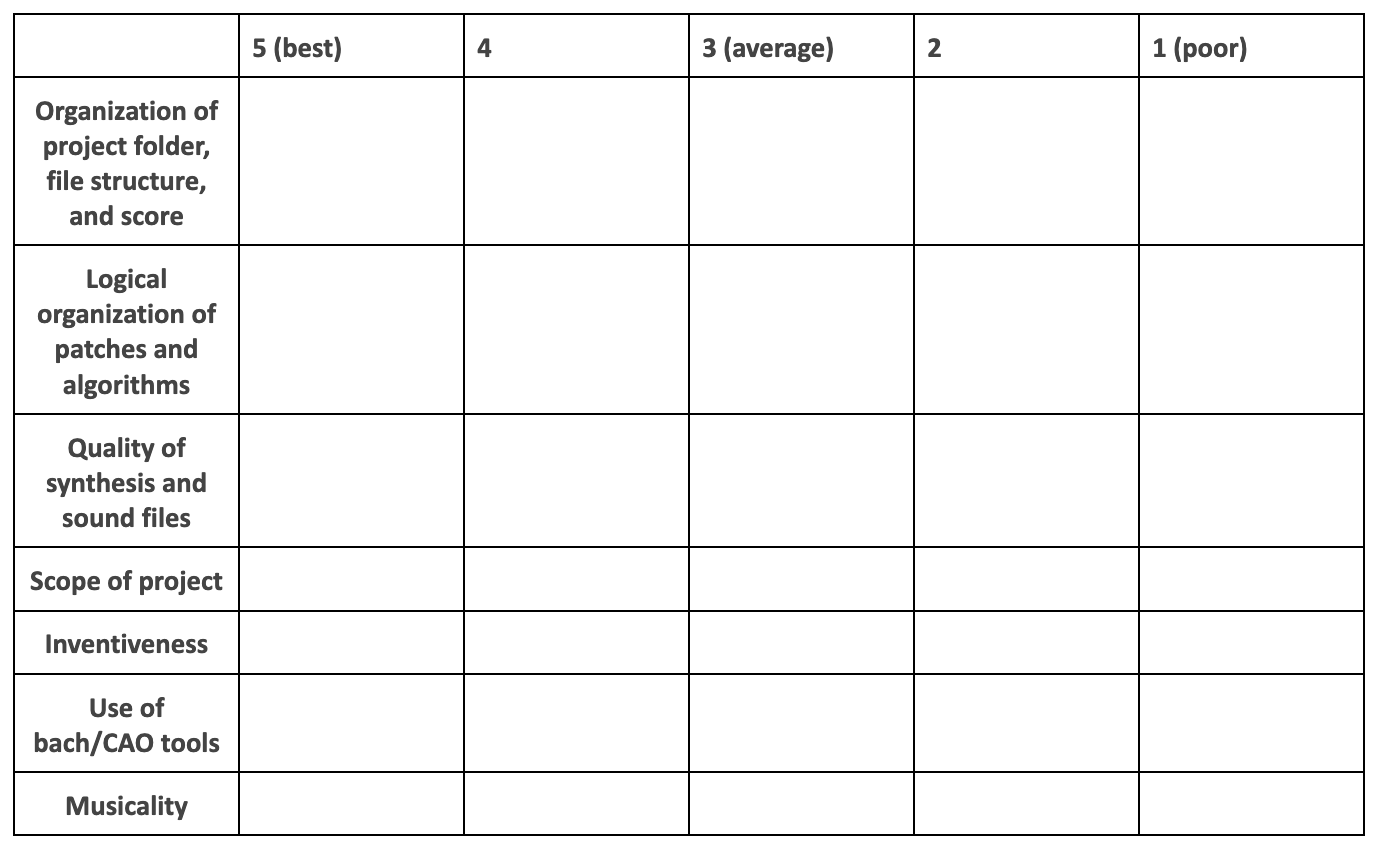 5 (best) 4 3 (average) 2 1 (poor)
Organization of
project folder,
file structure,
and score
Logical
organization of
patches and
algorithms
Quality of
synthesis and
sound files
Scope of project
Inventiveness
Use of
bach/CAO tools
Musicality